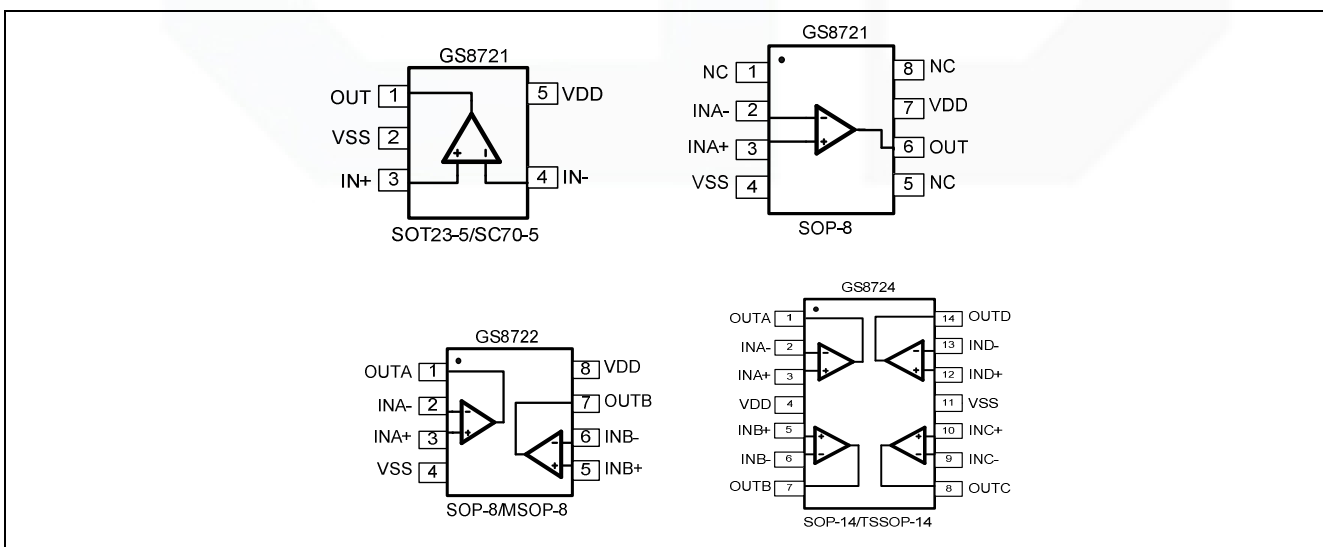 GS8721
OUT 1
5 VDD
VSS 2
IN+ 3
4 IN-
+ -
SOT23-5/SC70-5
GS8721
NC 1
8 NC
INA- 2
7 VDD
INA+ 3
6 OUT
VSS 4
5 NC
-
+
SOP-8
GS8722
OUTA 1
8 VDD
INA- 2
7 OUTB
INA+ 3
6 INB-
VSS 4
5 INB+
- -
+ +
SOP-8/MSOP-8
GS8724
OUTA 1
14 OUTD
INA- 2
13 IND-
INA+ 3
12 IND+
VDD 4
11 VSS
INB+ 5
10 INC+
INB- 6
9 INC-
OUTB 7
8 OUTC
- -
+ +
+ +
- -
SOP-14/TSSOP-14